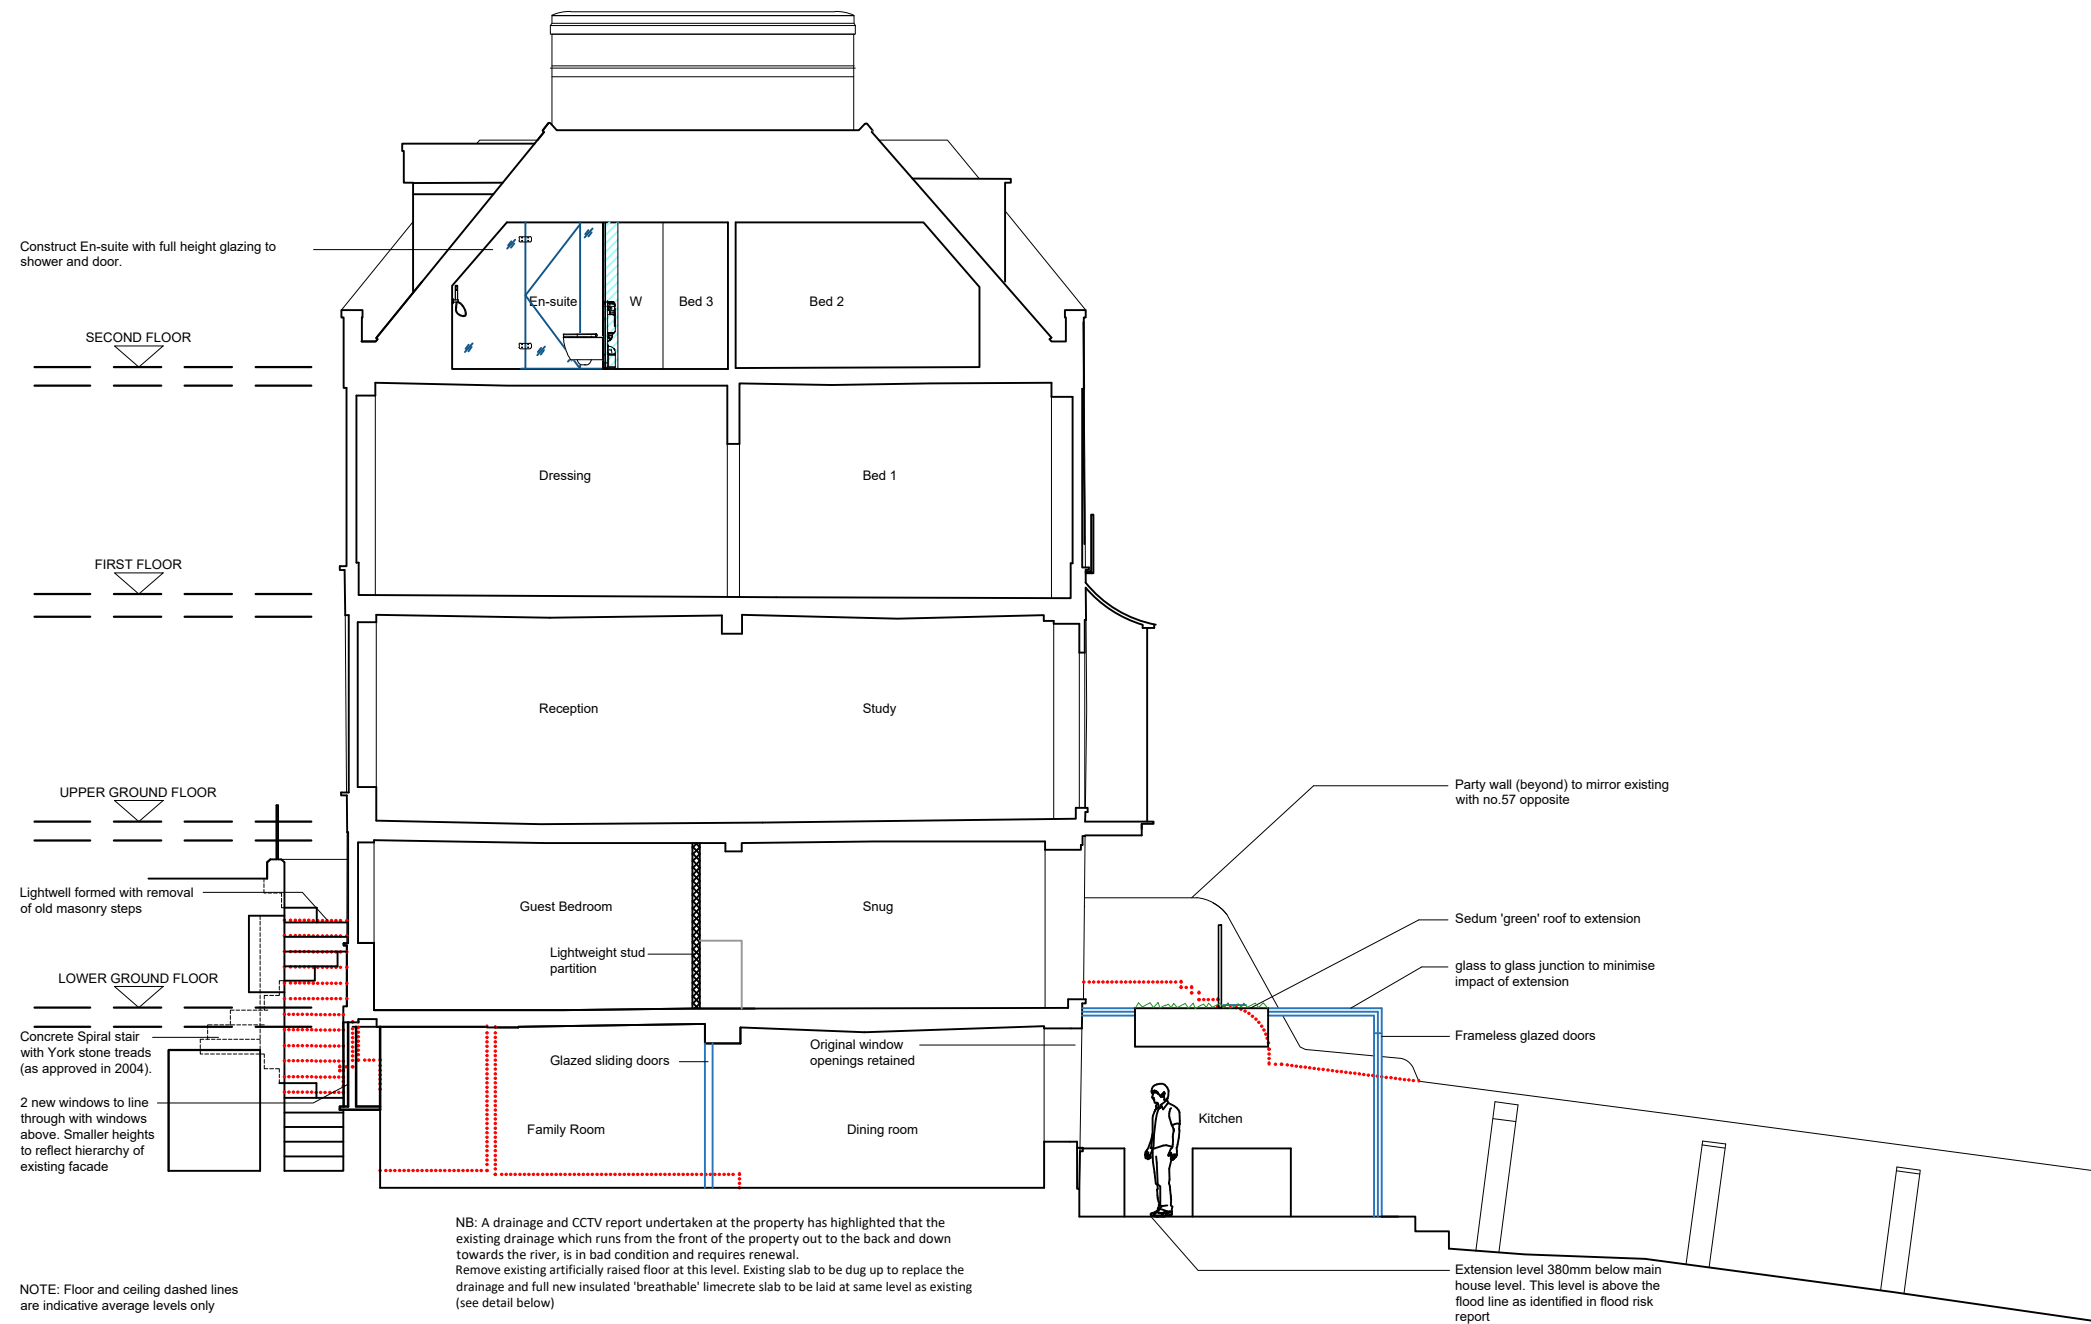 Construct En-suite with full height glazing to
shower and door.
En-suite
W
Bed 3
Bed 2
SECOND FLOOR
Dressing
Bed 1
FIRST FLOOR
Reception
Study
UPPER GROUND FLOOR
Party wall (beyond) to mirror existing
with no.57 opposite
Lightwell formed with removal
of old masonry steps
Guest Bedroom
Snug
Sedum 'green' roof to extension
Lightweight stud
partition
glass to glass junction to minimise
impact of extension
LOWER GROUND FLOOR
Concrete Spiral stair
with York stone treads
(as approved in 2004).
Glazed sliding doors
Original window
openings retained
Frameless glazed doors
2 new windows to line
through with windows
above. Smaller heights
to reflect hierarchy of
existing facade
Family Room
Dining room
Kitchen
NB: A drainage and CCTV report undertaken at the property has highlighted that the
existing drainage which runs from the front of the property out to the back and down
towards the river, is in bad condition and requires renewal.
Remove existing artificially raised floor at this level. Existing slab to be dug up to replace the
drainage and full new insulated 'breathable' limecrete slab to be laid at same level as existing
(see detail below)
Extension level 380mm below main
house level. This level is above the
flood line as identified in flood risk
report
NOTE: Floor and ceiling dashed lines
are indicative average levels only